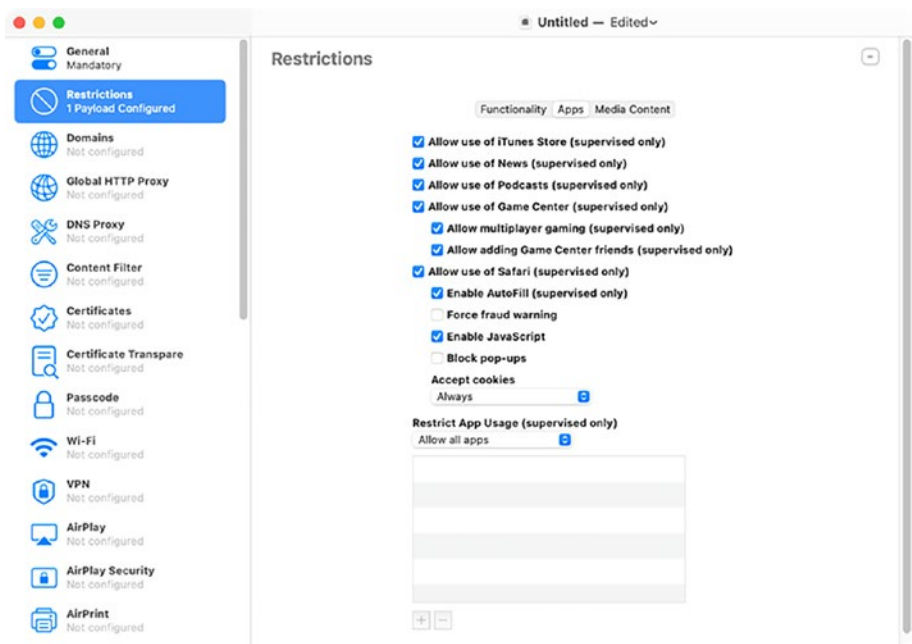 Untitled — Edited
General
Mandatory
Restrictions
1 Payload Configured
Domains
Not configured
Global HTTP Proxy
Not configured
DNS Proxy
Not configured
Content Filter
Not configured
Certificates
Not configured
Certificate Transpare
Not configured
Passcode
Not configured
Wi-Fi
Not configured
VPN
Not configured
AirPlay
Not configured
AirPlay Security
Not configured
AirPrint
Not configured
Restrictions
Functionality Apps Media Content
Allow use of iTunes Store (supervised only)
Allow use of News (supervised only)
Allow use of Podcasts (supervised only)
Allow use of Game Center (supervised only)
Allow multiplayer gaming (supervised only)
Allow adding Game Center friends (supervised only)
Allow use of Safari (supervised only)
Enable AutoFill (supervised only)
Force fraud warning
Enable JavaScript
Block pop-ups
Accept cookies
Always
Restrict App Usage (supervised only)
Allow all apps